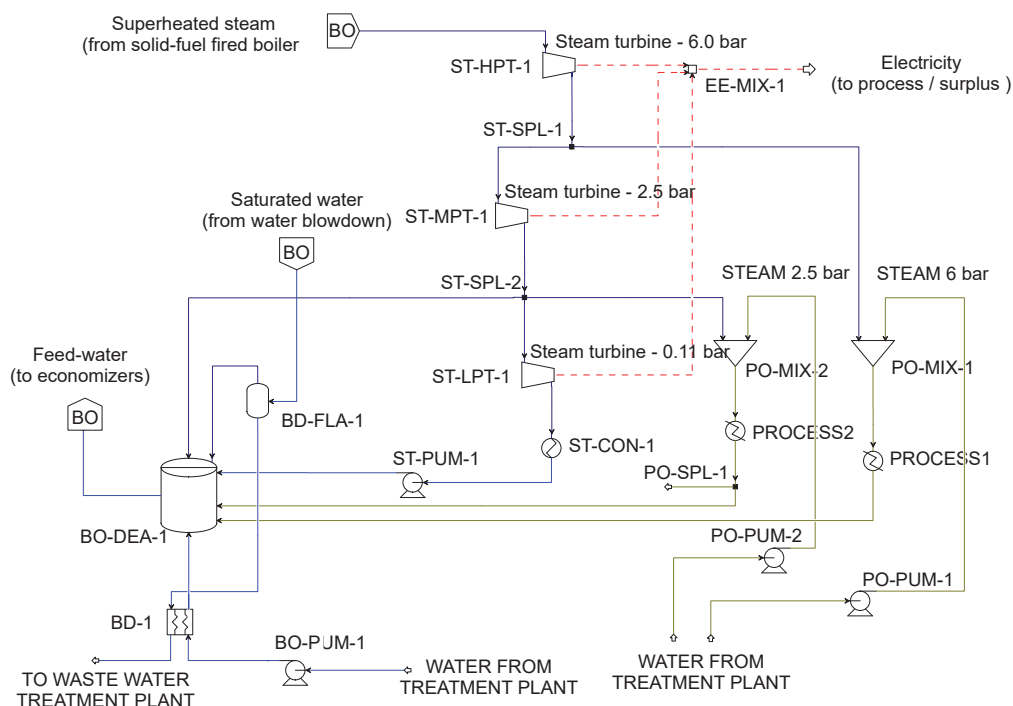 Superheated steam
(from solid-fuel fired boiler
BO
Steam turbine - 6.0 bar
ST-HPT-1
EE-MIX-1
Electricity
(to process / surplus )
ST-SPL-1
Steam turbine - 2.5 bar
ST-MPT-1
Saturated water
(from water blowdown)
BO
ST-SPL-2
STEAM 2.5 bar
STEAM 6 bar
Feed-water
(to economizers)
BO
Steam turbine - 0.11 bar
ST-LPT-1
PO-MIX-2
PO-MIX-1
BD-FLA-1
ST-CON-1
PROCESS2
PROCESS1
ST-PUM-1
PO-SPL-1
BO-DEA-1
PO-PUM-2
PO-PUM-1
BD-1
BO-PUM-1
TO WASTE WATER
TREATMENT PLANT
WATER FROM
TREATMENT PLANT
WATER FROM
TREATMENT PLANT